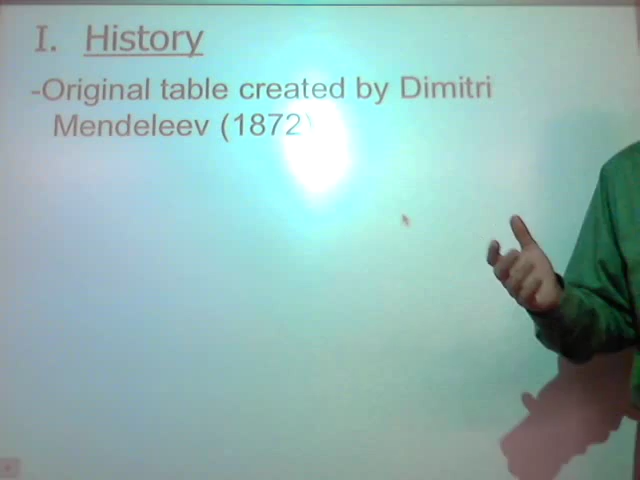 I. History
-Original table created by Dimitri
Mendeleev (1872)